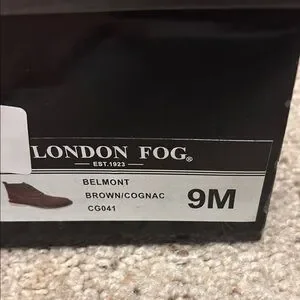 LONDON FOG®
EST.1923
BELMONT
BROWN/COGNAC
CG041
9M